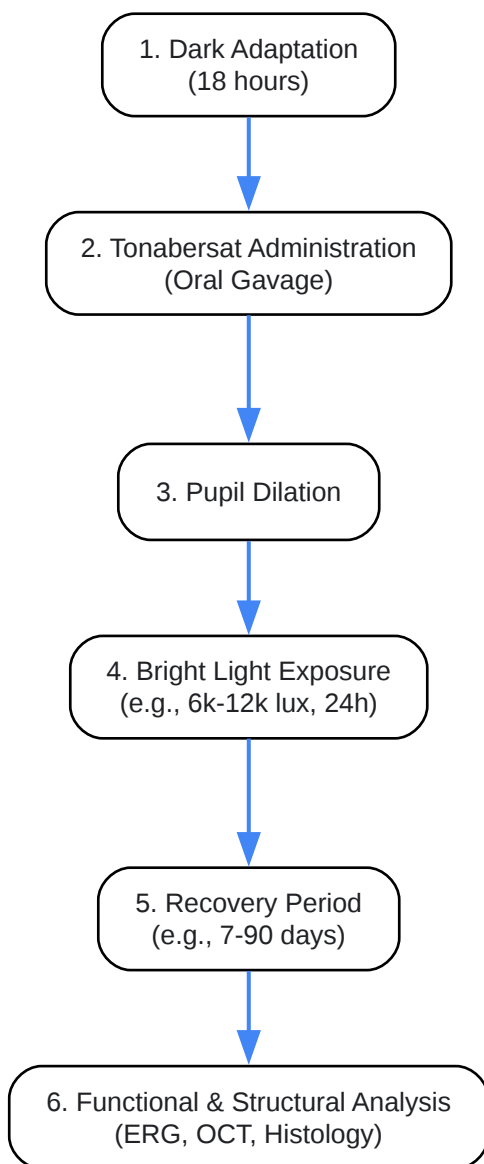 1. Dark Adaptation
(18 hours)
2. Tonabersat Administration
(Oral Gavage)
3. Pupil Dilation
4. Bright Light Exposure
(e.g., 6k-12k lux, 24h)
5. Recovery Period
(e.g., 7-90 days)
6. Functional & Structural Analysis
(ERG, OCT, Histology)